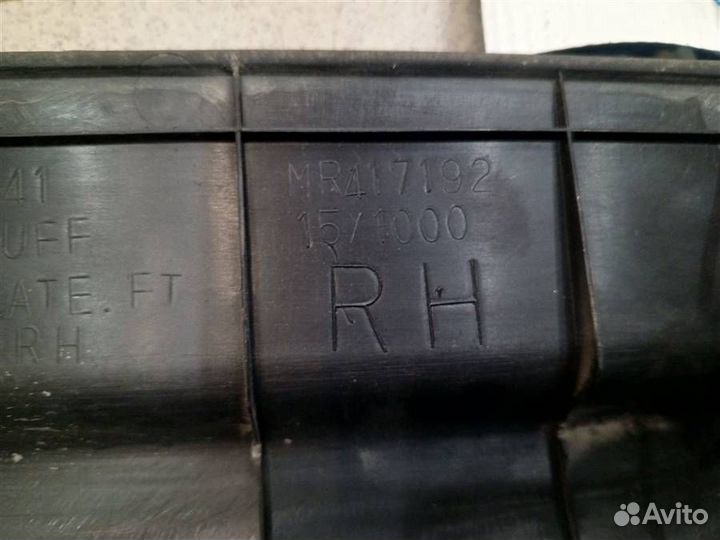 41
UFF
ATE. FT
RH
MR417192
15/1000
RH
Avito